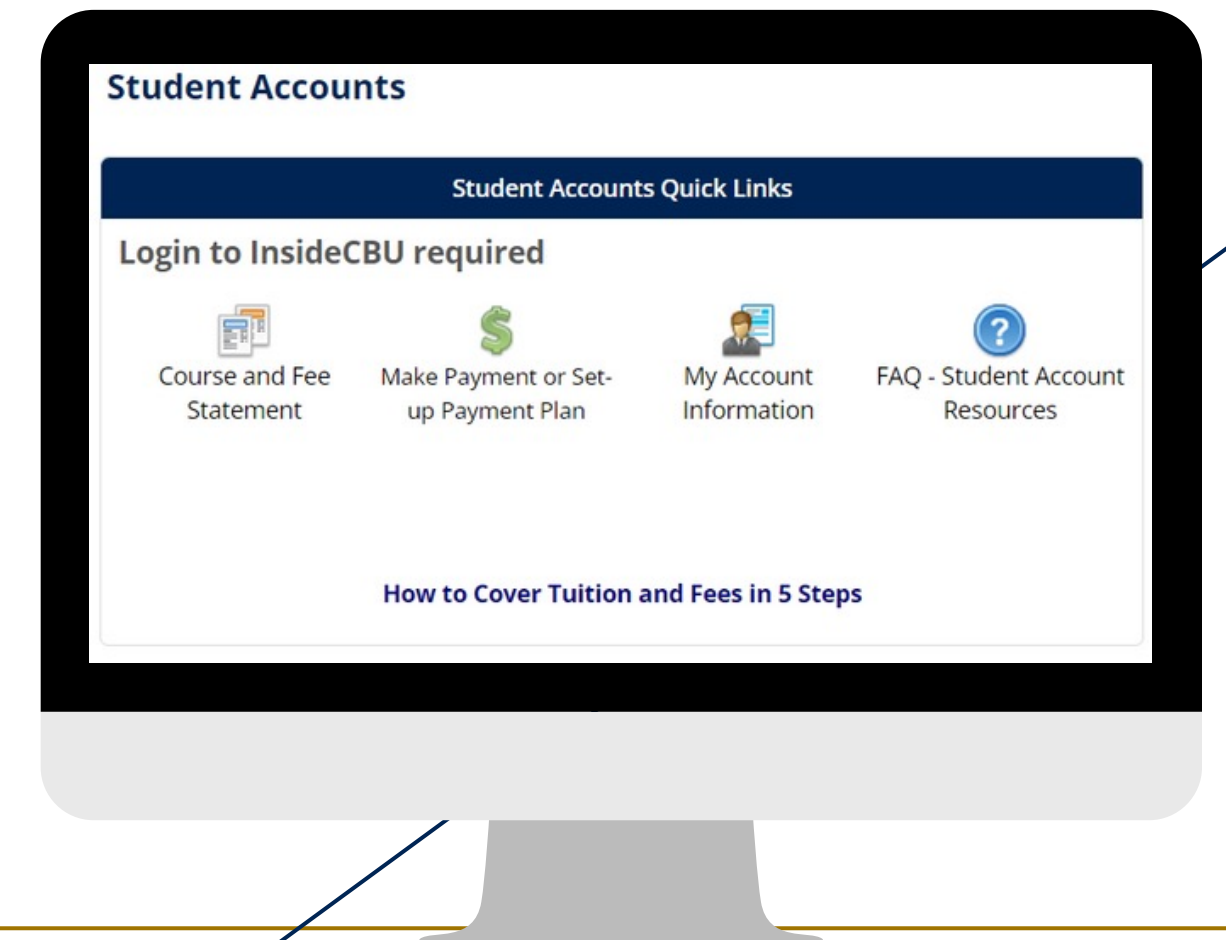 Student Accounts
Student Accounts Quick Links
Login to InsideCBU required
Course and Fee
Statement
Make Payment or Set-
up Payment Plan
My Account
Information
FAQ - Student Account
Resources
How to Cover Tuition and Fees in 5 Steps